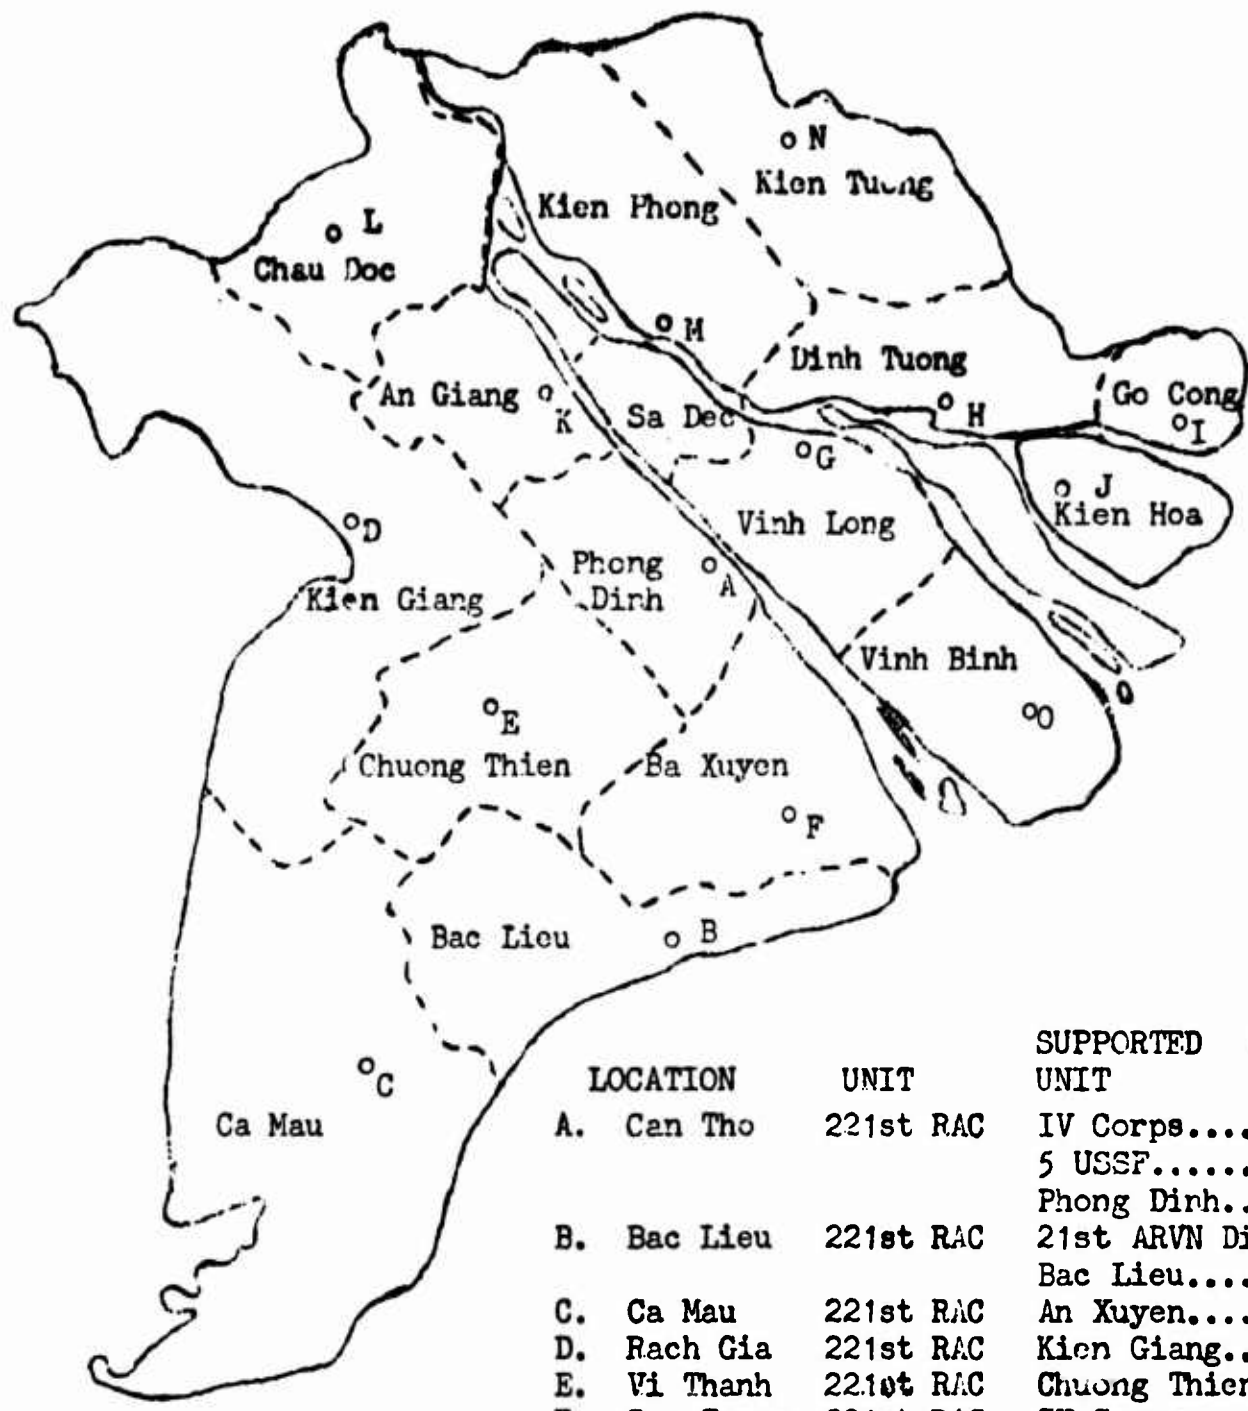 N
Kien Tuong
Kien Phong
L
Chau Doc
M
Dinh Tuong
An Giang
K
Sa Dec
H
Go Cong
I
G
J
Kien Hoa
D
Vinh Long
Phong
Dinh
A
Kien Giang
Vinh Binh
E
O
Chuong Thien
Ba Xuyen
F
Bac Lieu
B
C
Ca Mau
SUPPORTED
LOCATION UNIT UNIT
A. Can Tho 221st RAC IV Corps....
5 USSF......
Phong Dinh..
B. Bac Lieu 221st RAC 21st ARVN Di
Bac Lieu....
C. Ca Mau 221st RAC An Xuyen....
D. Rach Gia 221st RAC Kien Giang..
E. Vi Thanh 221st RAC Chuong Thien